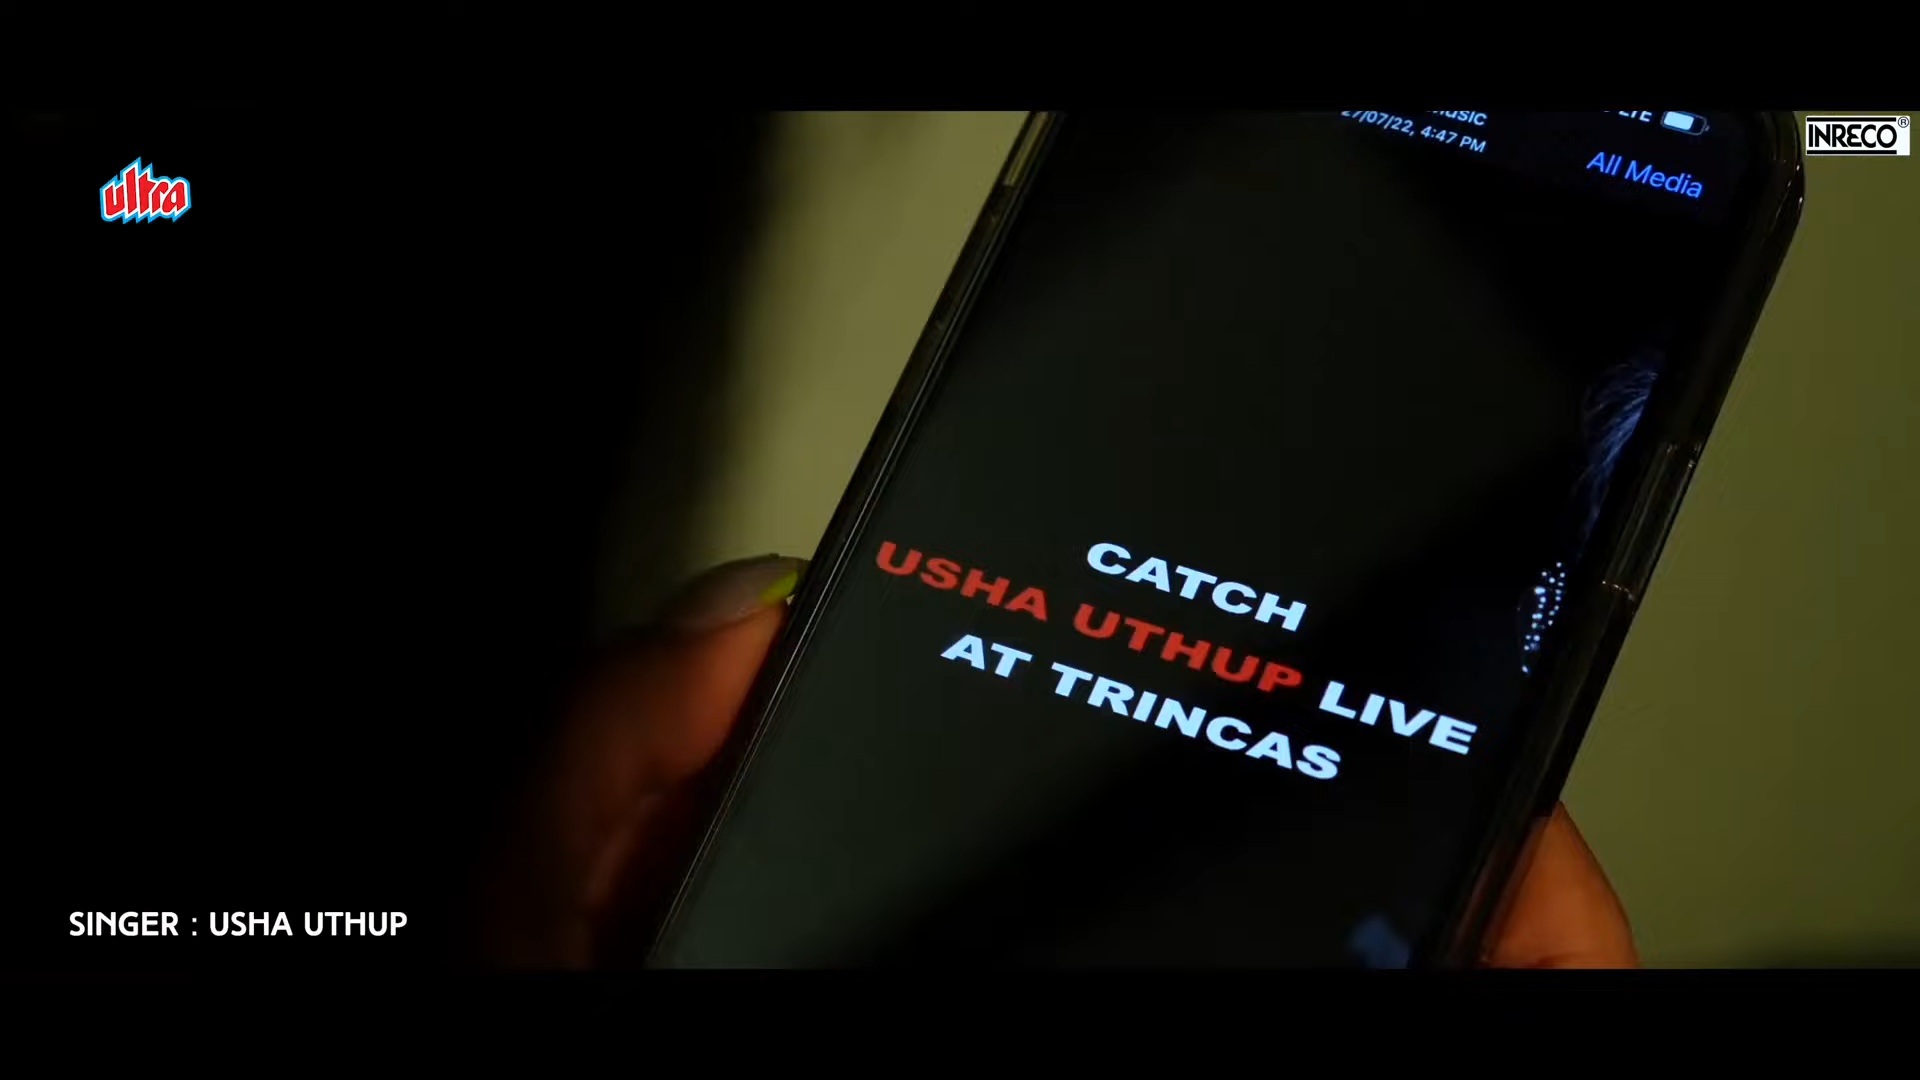 ultra
INRECO®
27/07/22, 4:47 PM
LTE
All Media
CATCH
USHA UTHUP LIVE
AT TRINCAS
SINGER : USHA UTHUP